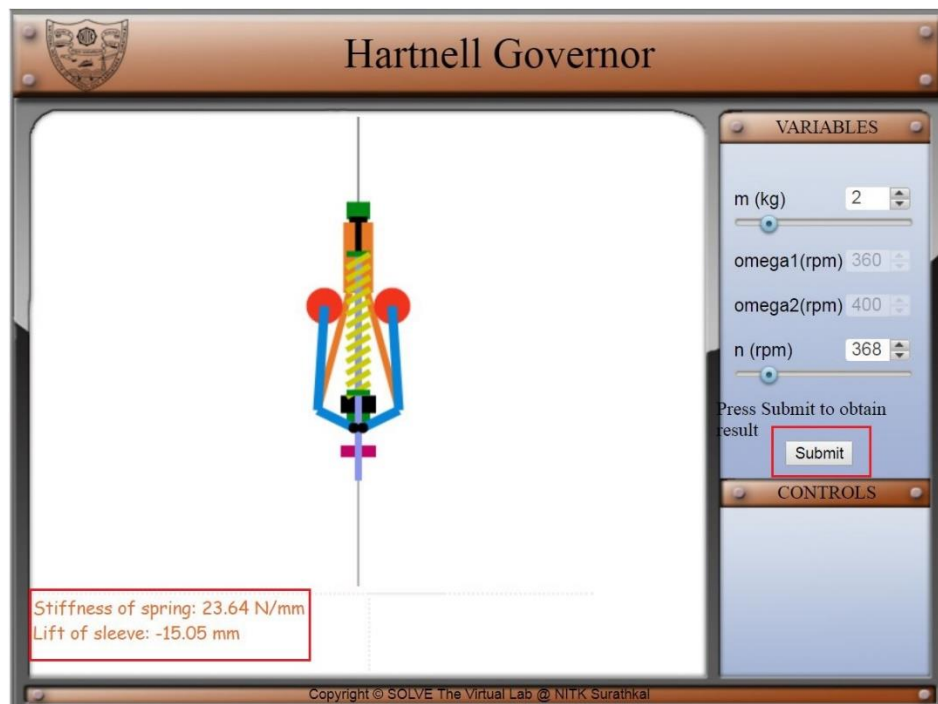 Hartnell Governor
VARIABLES
m (kg) 2
omega1(rpm) 360
omega2(rpm) 400
n (rpm) 368
Press Submit to obtain
result
Submit
CONTROLS
Stiffness of spring: 23.64 N/mm
Lift of sleeve: -15.05 mm
Copyright © SOLVE The Virtual Lab @ NITK Surathkal